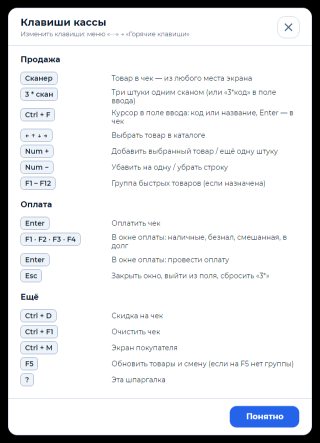 Клавиши кассы
Изменить клавиши: меню «⋯» → «Горячие клавиши»
Продажа
Сканер Товар в чек — из любого места экрана
3 * скан Три штуки одним сканом (или «3*код» в поле
ввода)
Ctrl + F Курсор в поле ввода: код или название, Enter — в
чек
← ↑ ↓ → Выбрать товар в каталоге
Num + Добавить выбранный товар / ещё одну штуку
Num − Убавить на одну / убрать строку
F1 – F12 Группа быстрых товаров (если назначена)
Оплата
Enter Оплатить чек
F1 · F2 · F3 · F4 В окне оплаты: наличные, безнал, смешанная, в
долг
Enter В окне оплаты: провести оплату
Esc Закрыть окно, выйти из поля, сбросить «3*»
Ещё
Ctrl + D Скидка на чек
Ctrl + F1 Очистить чек
Ctrl + M Экран покупателя
F5 Обновить товары и смену (если на F5 нет группы)
? Эта шпаргалка
Понятно